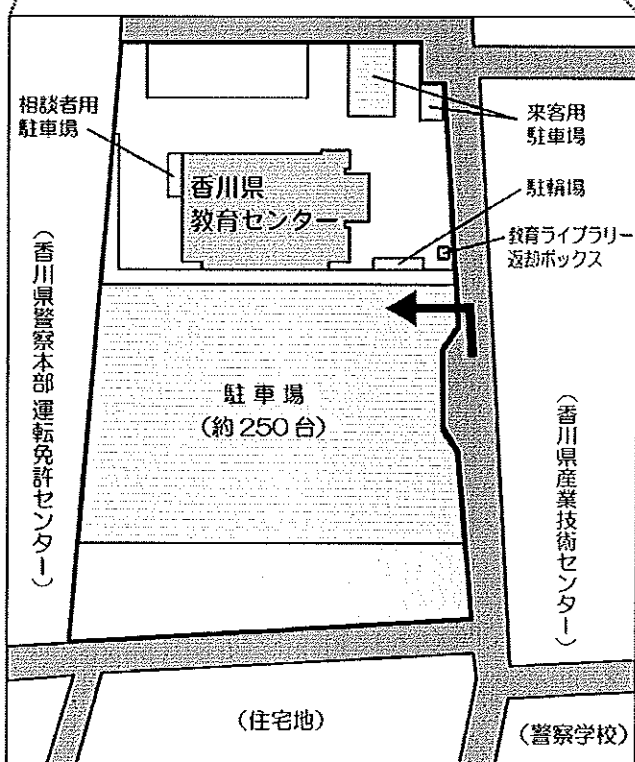 相談者用
駐車場
香川県
教育センター
来客用
駐車場
駐輪場
教育ライブラリー
返却ボックス
(香川県警察本部 運転免許センター)
駐車場
(約250台)
(香川県産業技術センター)
(住宅地)
(警察学校)